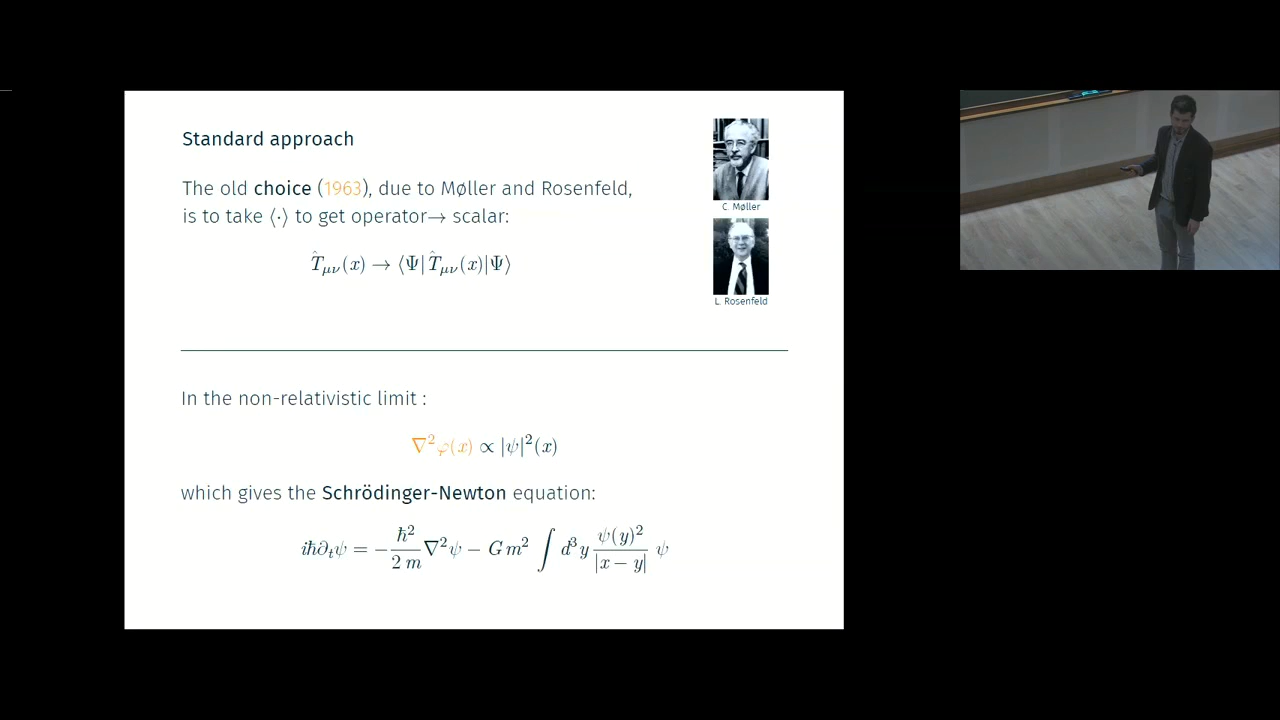 Standard approach
The old choice (1963), due to Møller and Rosenfeld,
is to take ⟨·⟩ to get operator→ scalar:
T̂μν(x) → ⟨Ψ|T̂μν(x)|Ψ⟩
C. Møller
L. Rosenfeld
In the non-relativistic limit :
∇²φ(x) ∝ |ψ|²(x)
which gives the Schrödinger-Newton equation:
iħ∂ₜψ = −ħ²/2 m ∇²ψ − G m² ∫ d³y ψ(y)²/|x − y| ψ